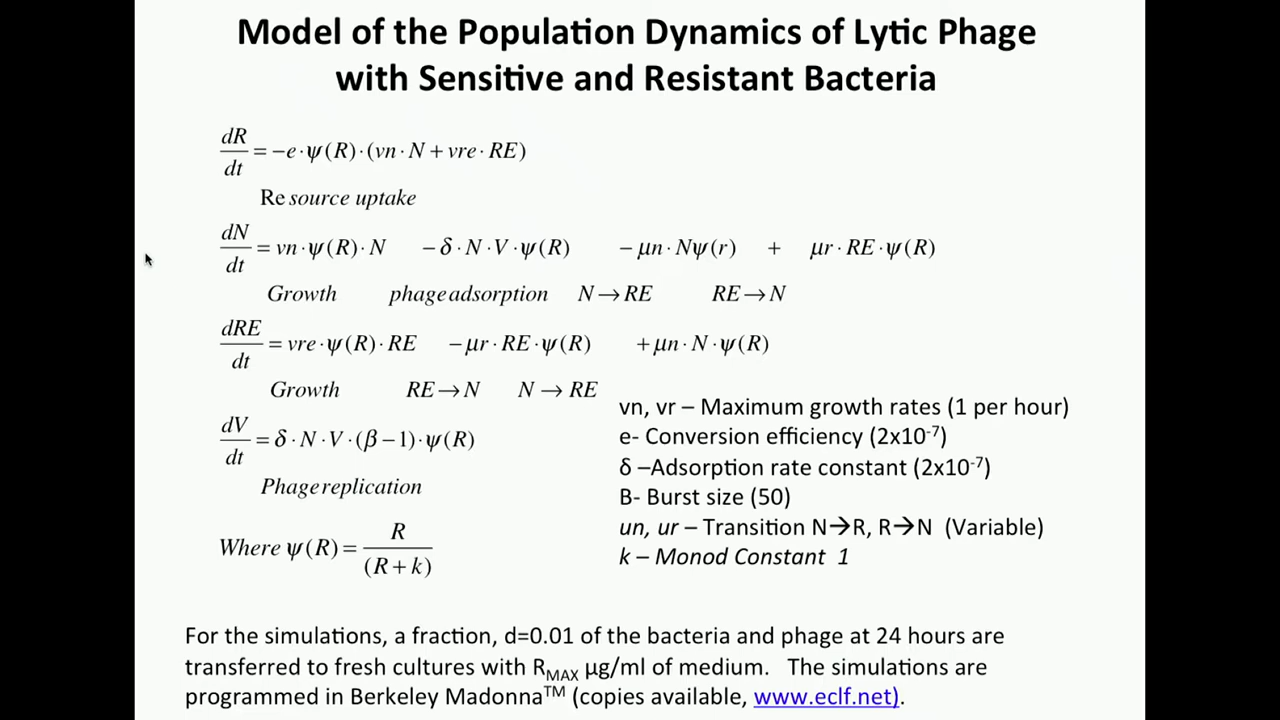 Model of the Population Dynamics of Lytic Phage
with Sensitive and Resistant Bacteria
dR/dt = −e·ψ(R)·(vn·N + vre·RE)
Re source uptake
dN/dt = vn·ψ(R)·N −δ·N·V·ψ(R) −μn·Nψ(r) + μr·RE·ψ(R)
Growth phage adsorption N→RE RE→N
dRE/dt = vre·ψ(R)·RE −μr·RE·ψ(R) +μn·N·ψ(R)
Growth RE→N N→RE
dV/dt = δ·N·V·(β−1)·ψ(R)
Phage replication
Where ψ(R) = R/(R+k)
vn, vr – Maximum growth rates (1 per hour)
e- Conversion efficiency (2x10⁻⁷)
δ –Adsorption rate constant (2x10⁻⁷)
B- Burst size (50)
un, ur – Transition N→R, R→N (Variable)
k – Monod Constant 1
For the simulations, a fraction, d=0.01 of the bacteria and phage at 24 hours are
transferred to fresh cultures with RMAX μg/ml of medium. The simulations are
programmed in Berkeley Madonna™ (copies available, www.eclf.net).